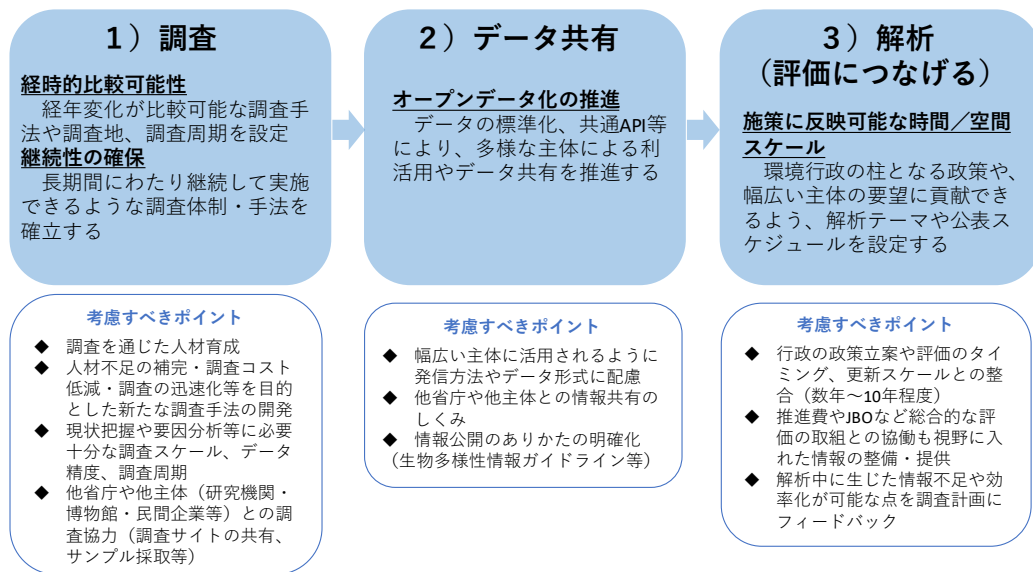 1）調査
経時的比較可能性
経年変化が比較可能な調査手
法や調査地、調査周期を設定
継続性の確保
長期間にわたり継続して実施
できるような調査体制・手法を
確立する
考慮すべきポイント
◆ 調査を通じた人材育成
◆ 人材不足の補完・調査コスト
低減・調査の迅速化等を目的
とした新たな調査手法の開発
◆ 現状把握や要因分析等に必要
十分な調査スケール、データ
精度、調査周期
◆ 他省庁や他主体（研究機関・
博物館・民間企業等）との調
査協力（調査サイトの共有、
サンプル採取等）
2）データ共有
オープンデータ化の推進
データの標準化、共通API等
により、多様な主体による利
活用やデータ共有を推進する
考慮すべきポイント
◆ 幅広い主体に活用されるように
発信方法やデータ形式に配慮
◆ 他省庁や他主体との情報共有の
しくみ
◆ 情報公開のありかたの明確化
（生物多様性情報ガイドライン等）
3）解析
（評価につなげる）
施策に反映可能な時間／空間
スケール
環境行政の柱となる政策や、
幅広い主体の要望に貢献でき
るよう、解析テーマや公表ス
ケジュールを設定する
考慮すべきポイント
◆ 行政の政策立案や評価のタイ
ミング、更新スケールとの整
合（数年～10年程度）
◆ 推進費やJBOなど総合的な評
価の取組との協働も視野に入
れた情報の整備・提供
◆ 解析中に生じた情報不足や効
率化が可能な点を調査計画に
フィードバック